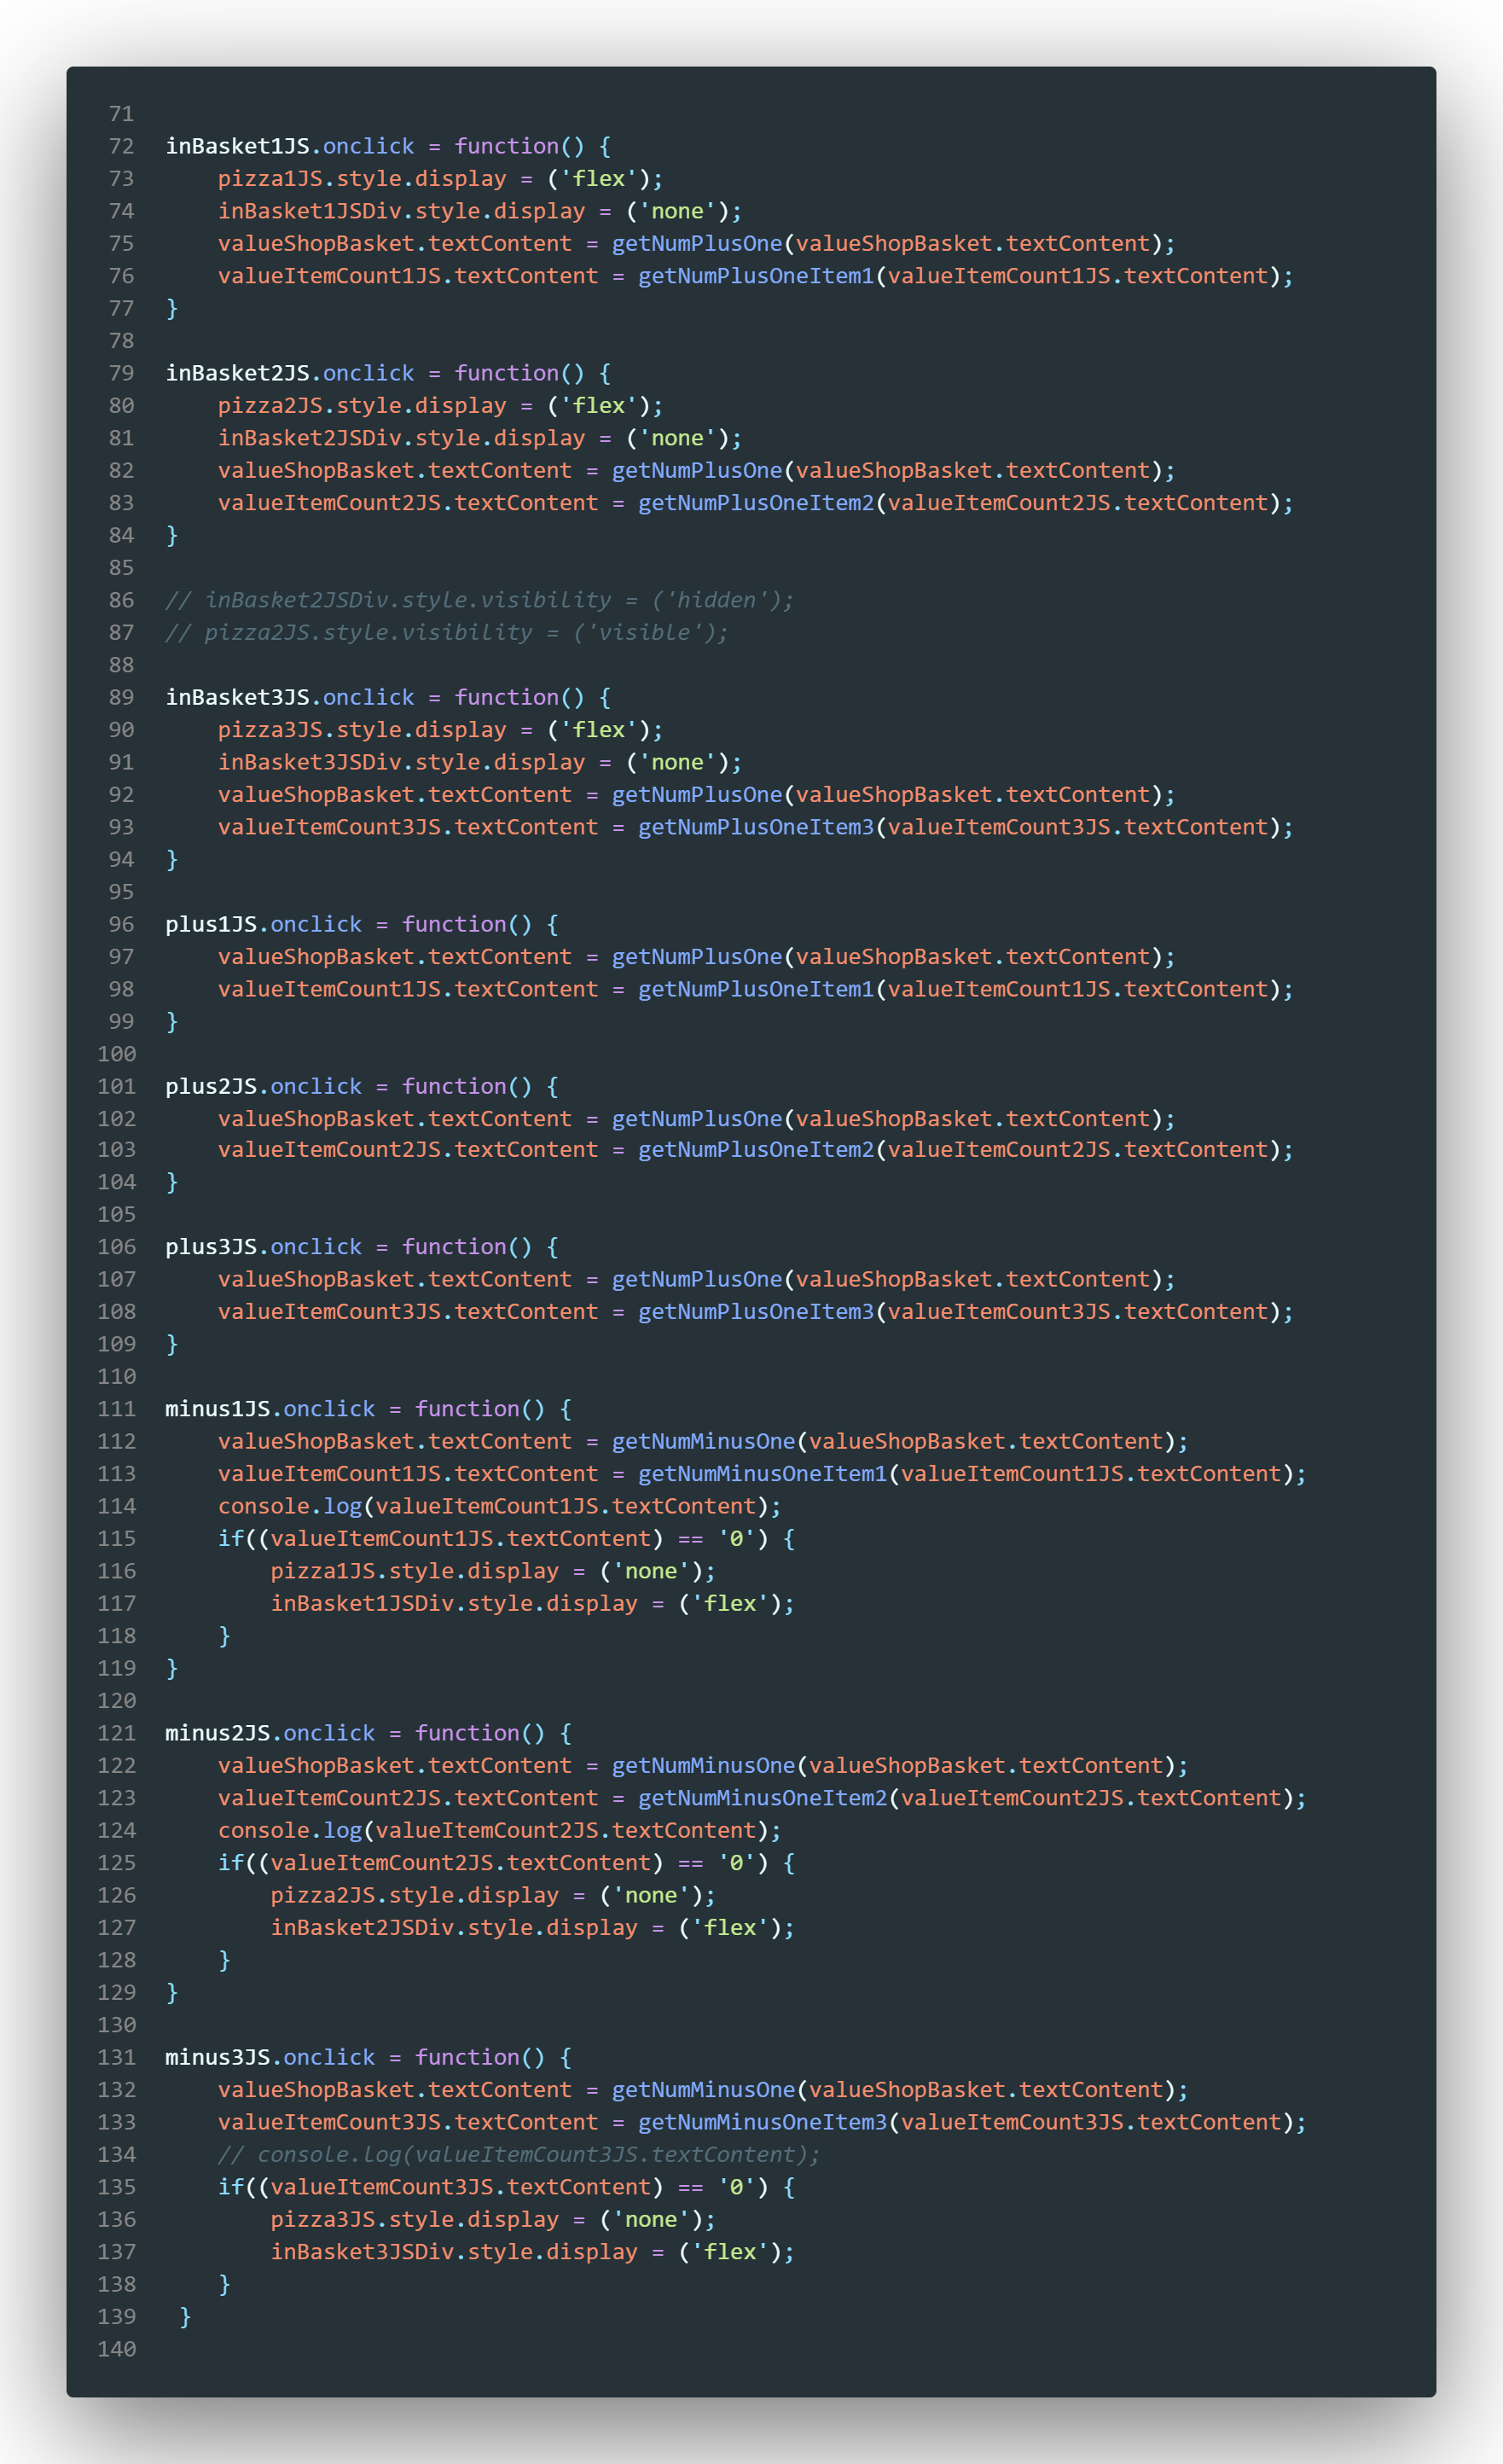 71
72 inBasket1JS.onclick = function() {
73     pizza1JS.style.display = ('flex');
74     inBasket1JSDiv.style.display = ('none');
75     valueShopBasket.textContent = getNumPlusOne(valueShopBasket.textContent);
76     valueItemCount1JS.textContent = getNumPlusOneItem1(valueItemCount1JS.textContent);
77 }
78
79 inBasket2JS.onclick = function() {
80     pizza2JS.style.display = ('flex');
81     inBasket2JSDiv.style.display = ('none');
82     valueShopBasket.textContent = getNumPlusOne(valueShopBasket.textContent);
83     valueItemCount2JS.textContent = getNumPlusOneItem2(valueItemCount2JS.textContent);
84 }
85
86 // inBasket2JSDiv.style.visibility = ('hidden');
87 // pizza2JS.style.visibility = ('visible');
88
89 inBasket3JS.onclick = function() {
90     pizza3JS.style.display = ('flex');
91     inBasket3JSDiv.style.display = ('none');
92     valueShopBasket.textContent = getNumPlusOne(valueShopBasket.textContent);
93     valueItemCount3JS.textContent = getNumPlusOneItem3(valueItemCount3JS.textContent);
94 }
95
96 plus1JS.onclick = function() {
97     valueShopBasket.textContent = getNumPlusOne(valueShopBasket.textContent);
98     valueItemCount1JS.textContent = getNumPlusOneItem1(valueItemCount1JS.textContent);
99 }
100
101 plus2JS.onclick = function() {
102     valueShopBasket.textContent = getNumPlusOne(valueShopBasket.textContent);
103     valueItemCount2JS.textContent = getNumPlusOneItem2(valueItemCount2JS.textContent);
104 }
105
106 plus3JS.onclick = function() {
107     valueShopBasket.textContent = getNumPlusOne(valueShopBasket.textContent);
108     valueItemCount3JS.textContent = getNumPlusOneItem3(valueItemCount3JS.textContent);
109 }
110
111 minus1JS.onclick = function() {
112     valueShopBasket.textContent = getNumMinusOne(valueShopBasket.textContent);
113     valueItemCount1JS.textContent = getNumMinusOneItem1(valueItemCount1JS.textContent);
114     console.log(valueItemCount1JS.textContent);
115     if((valueItemCount1JS.textContent) == '0') {
116         pizza1JS.style.display = ('none');
117         inBasket1JSDiv.style.display = ('flex');
118     }
119 }
120
121 minus2JS.onclick = function() {
122     valueShopBasket.textContent = getNumMinusOne(valueShopBasket.textContent);
123     valueItemCount2JS.textContent = getNumMinusOneItem2(valueItemCount2JS.textContent);
124     console.log(valueItemCount2JS.textContent);
125     if((valueItemCount2JS.textContent) == '0') {
126         pizza2JS.style.display = ('none');
127         inBasket2JSDiv.style.display = ('flex');
128     }
129 }
130
131 minus3JS.onclick = function() {
132     valueShopBasket.textContent = getNumMinusOne(valueShopBasket.textContent);
133     valueItemCount3JS.textContent = getNumMinusOneItem3(valueItemCount3JS.textContent);
134     // console.log(valueItemCount3JS.textContent);
135     if((valueItemCount3JS.textContent) == '0') {
136         pizza3JS.style.display = ('none');
137         inBasket3JSDiv.style.display = ('flex');
138     }
139  }
140